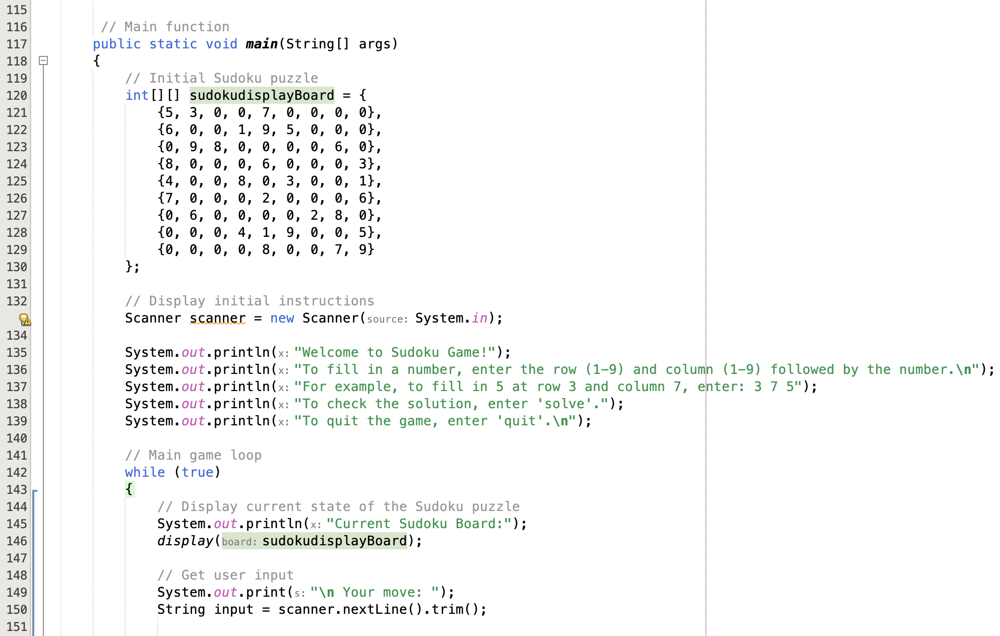 115
116 // Main function
117 public static void main(String[] args)
118 {
119 // Initial Sudoku puzzle
120 int[][] sudokudisplayBoard = {
121 {5, 3, 0, 0, 7, 0, 0, 0, 0},
122 {6, 0, 0, 1, 9, 5, 0, 0, 0},
123 {0, 9, 8, 0, 0, 0, 0, 6, 0},
124 {8, 0, 0, 0, 6, 0, 0, 0, 3},
125 {4, 0, 0, 8, 0, 3, 0, 0, 1},
126 {7, 0, 0, 0, 2, 0, 0, 0, 6},
127 {0, 6, 0, 0, 0, 0, 2, 8, 0},
128 {0, 0, 0, 4, 1, 9, 0, 0, 5},
129 {0, 0, 0, 0, 8, 0, 0, 7, 9}
130 };
131
132 // Display initial instructions
Scanner scanner = new Scanner(source: System.in);
134
135 System.out.println(x: "Welcome to Sudoku Game!");
136 System.out.println(x: "To fill in a number, enter the row (1-9) and column (1-9) followed by the number.\n");
137 System.out.println(x: "For example, to fill in 5 at row 3 and column 7, enter: 3 7 5");
138 System.out.println(x: "To check the solution, enter 'solve'.");
139 System.out.println(x: "To quit the game, enter 'quit'.\n");
140
141 // Main game loop
142 while (true)
143 {
144 // Display current state of the Sudoku puzzle
145 System.out.println(x: "Current Sudoku Board:");
146 display(board: sudokudisplayBoard);
147
148 // Get user input
149 System.out.print(s: "\n Your move: ");
150 String input = scanner.nextLine().trim();
151